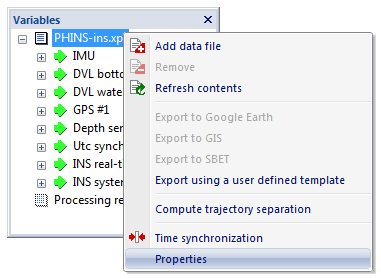 Variables
PHINS-ins.xp
IMU
DVL botto
DVL wate
GPS #1
Depth ser
Utc synch
INS real-t
INS system
Processing re
Add data file
Remove
Refresh contents
Export to Google Earth
Export to GIS
Export to SBET
Export using a user defined template
Compute trajectory separation
Time synchronization
Properties